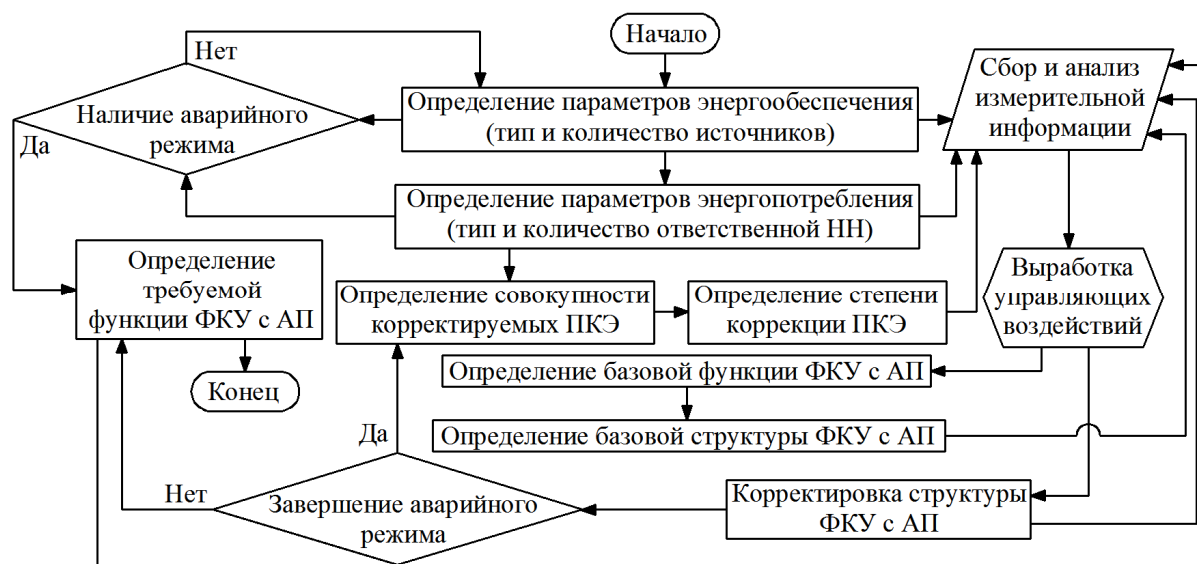 Начало
Нет
Сбор и анализ
измерительной
информации
Определение параметров энергообеспечения
(тип и количество источников)
Наличие аварийного
режима
Да
Определение параметров энергопотребления
(тип и количество ответственной НН)
Определение
требуемой
функции ФКУ с АП
Определение совокупности
корректируемых ПКЭ
Определение степени
коррекции ПКЭ
Выработка
управляющих
воздействий
Определение базовой функции ФКУ с АП
Конец
Определение базовой структуры ФКУ с АП
Да
Нет
Завершение аварийного
режима
Корректировка структуры
ФКУ с АП